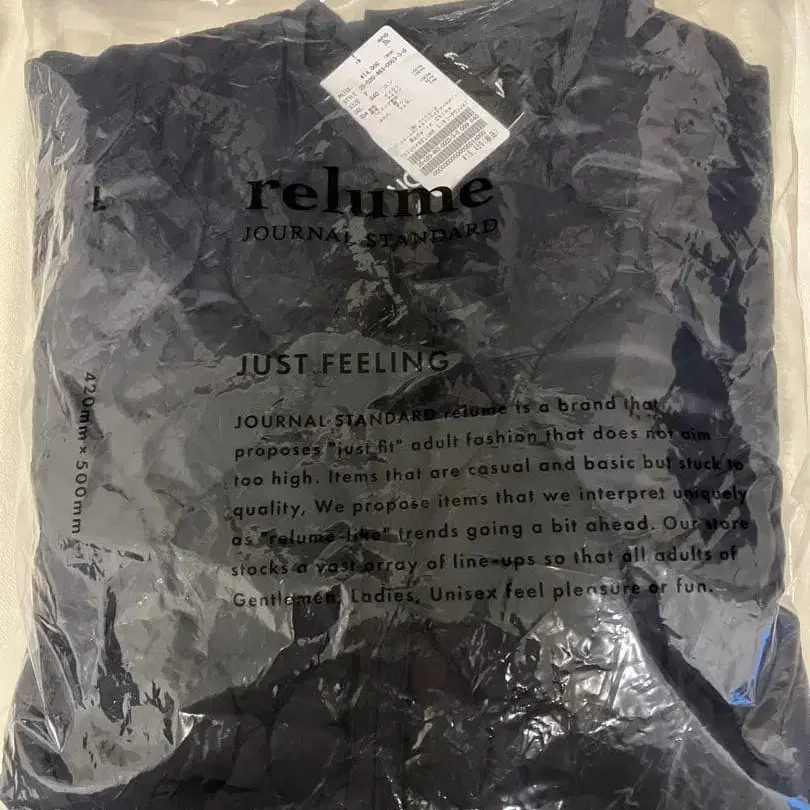 ¥14,000
relume
JOURNAL STANDARD
JUST FEELING
JOURNAL STANDARD relume is a brand that
proposes "just fit" adult fashion that does not aim
too high. Items that are casual and basic but stuck to
quality, We propose items that we interpret uniquely
as "relume-like" trends going a bit ahead. Our store
stocks a vast array of line-ups so that all adults of
Gentlemen, Ladies, Unisex feel pleasure or fun.
420mm×500mm